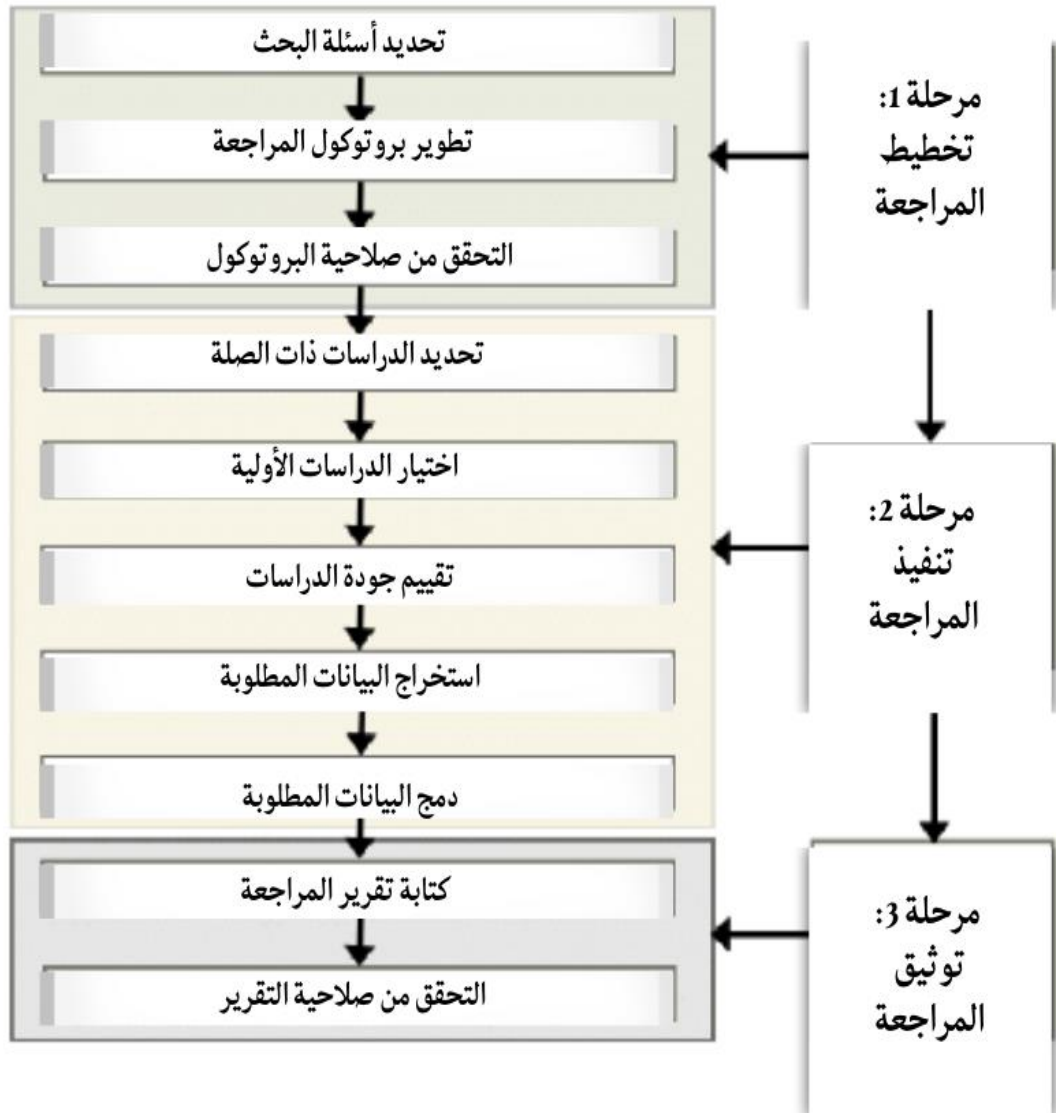 مرحلة 1:
تخطيط
المراجعة
تحديد أسئلة البحث
تطوير بروتوكول المراجعة
التحقق من صلاحية البروتوكول
مرحلة 2:
تنفيذ
المراجعة
تحديد الدراسات ذات الصلة
اختيار الدراسات الأولية
تقييم جودة الدراسات
استخراج البيانات المطلوبة
دمج البيانات المطلوبة
مرحلة 3:
توثيق
المراجعة
كتابة تقرير المراجعة
التحقق من صلاحية التقرير